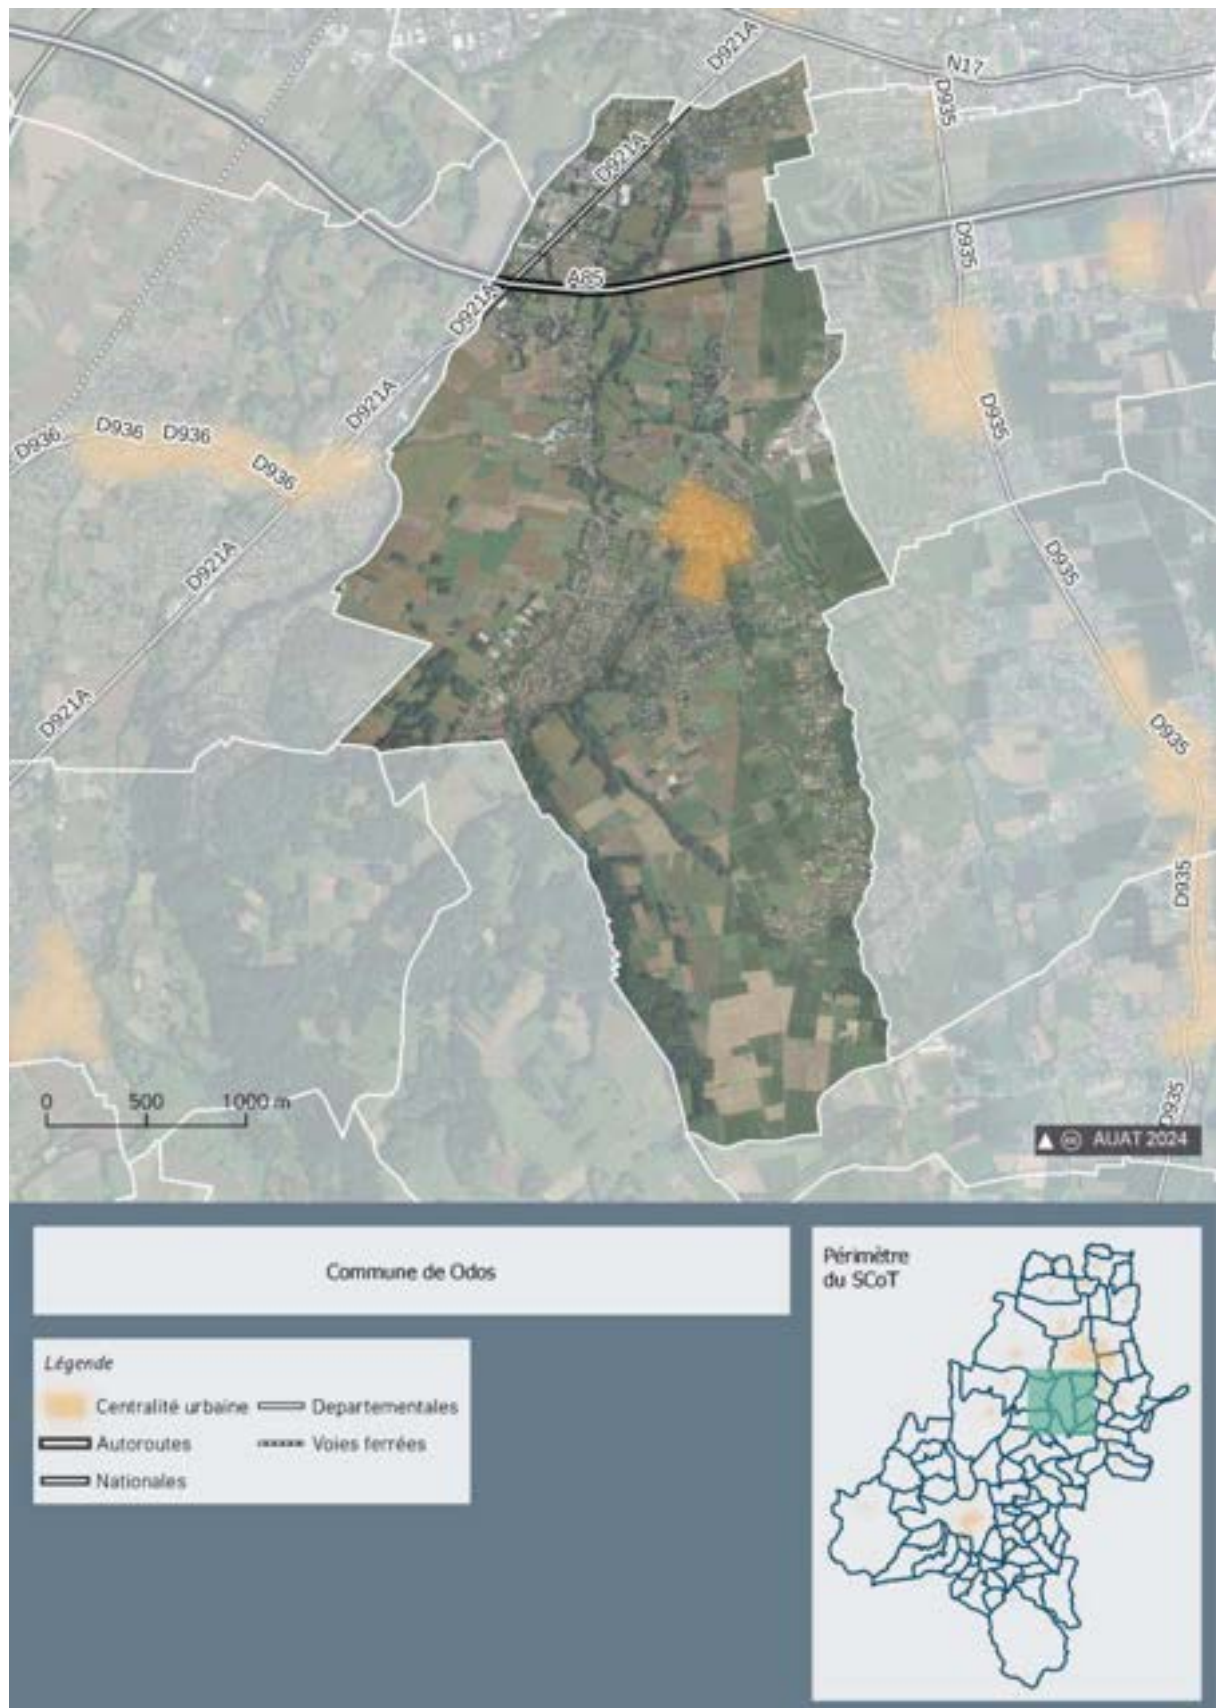 D921A
N17
D935
D921A
D935
A65
D921A
D921A
D936
D936
D936
D936
D935
D921A
D935
D921A
D935
D935
D935
0 500 1000 m
AUAT 2024
Commune de Odos
Périmètre
du SCoT
Légende
Centralité urbaine
Departementales
Autoroutes
Voies ferrées
Nationales